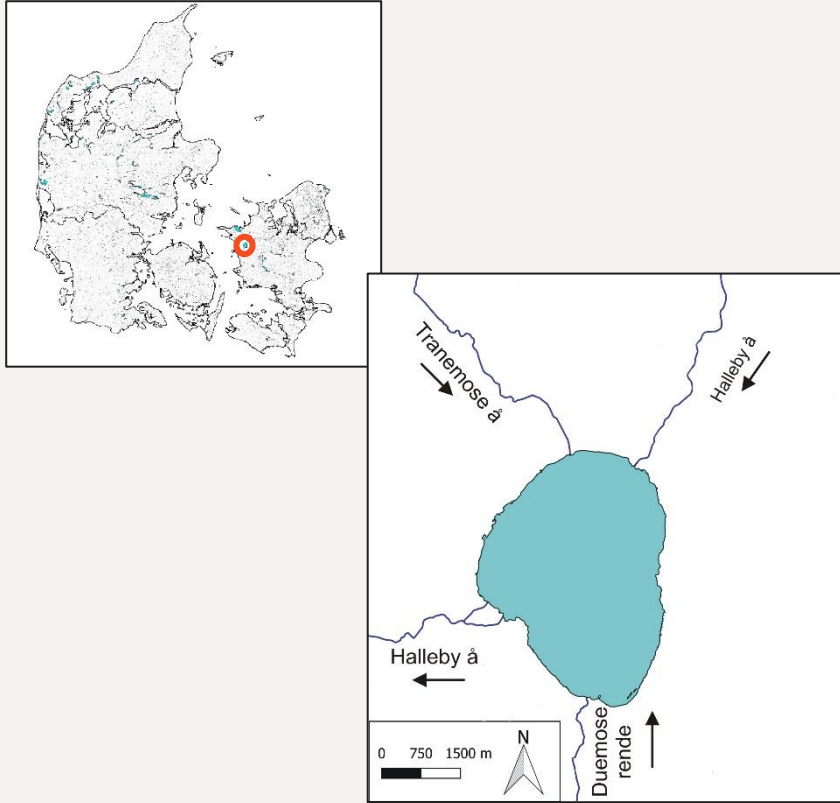 Tranemose å
Halleby å
Halleby å
Duemose
rende
N
0 750 1500 m